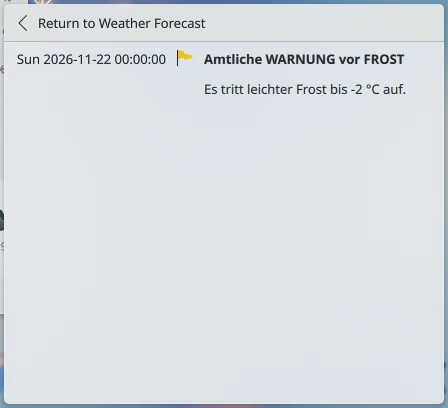 Return to Weather Forecast
Sun 2026-11-22 00:00:00 Amtliche WARNUNG vor FROST
Es tritt leichter Frost bis -2 °C auf.